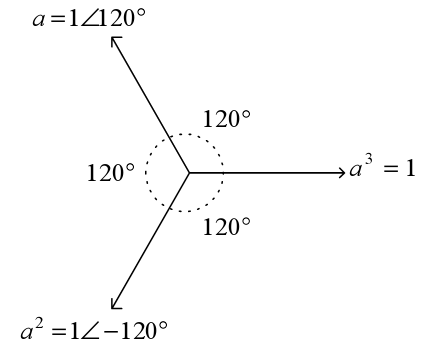 a = 1∠120°
120°
120°
a³ = 1
120°
a² = 1∠−120°